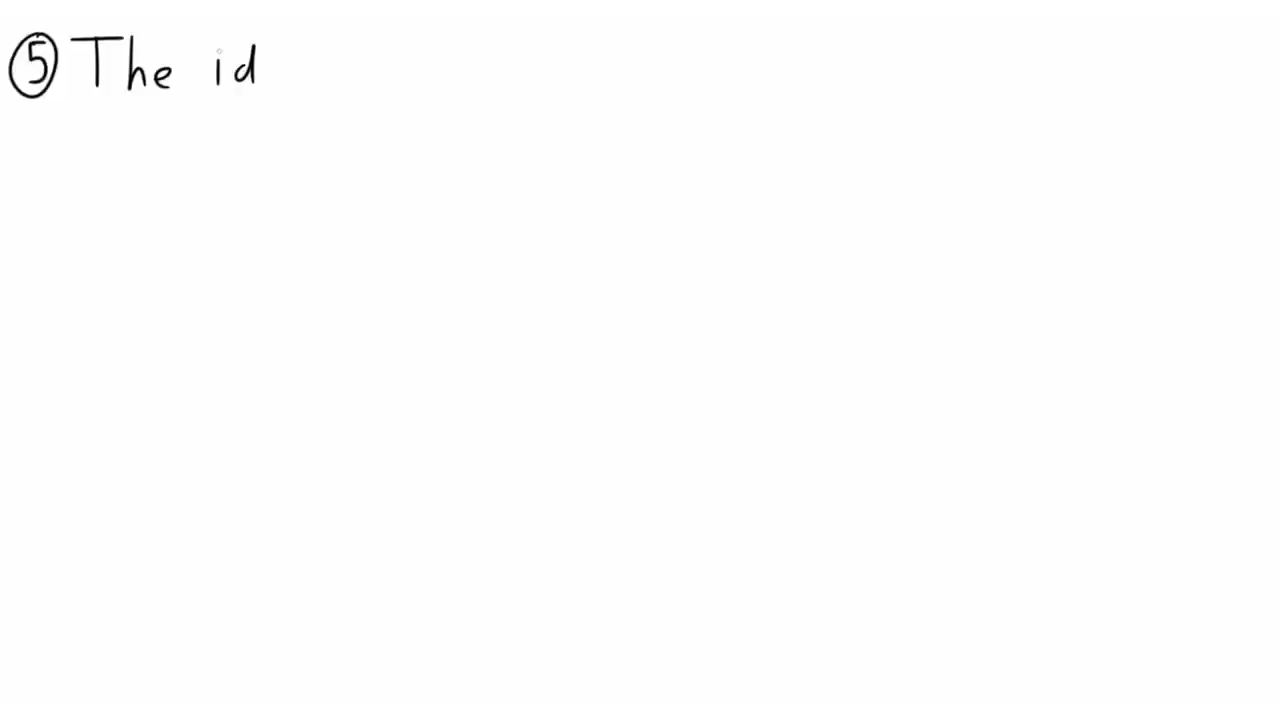 ⑤ The id